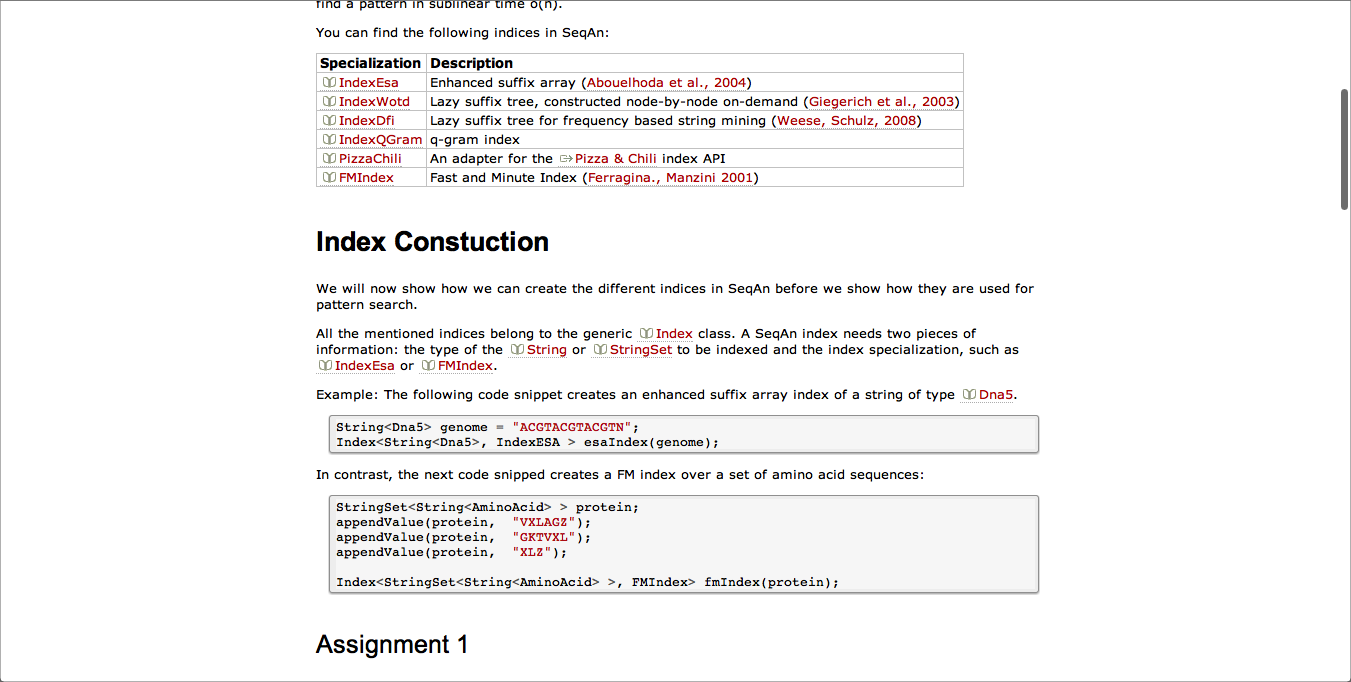 find a pattern in sublinear time o(n).
You can find the following indices in SeqAn:
Specialization Description
IndexEsa Enhanced suffix array (Abouelhoda et al., 2004)
IndexWotd Lazy suffix tree, constructed node-by-node on-demand (Giegerich et al., 2003)
IndexDfi Lazy suffix tree for frequency based string mining (Weese, Schulz, 2008)
IndexQGram q-gram index
PizzaChili An adapter for the Pizza & Chili index API
FMIndex Fast and Minute Index (Ferragina., Manzini 2001)
Index Constuction
We will now show how we can create the different indices in SeqAn before we show how they are used for
pattern search.
All the mentioned indices belong to the generic Index class. A SeqAn index needs two pieces of
information: the type of the String or StringSet to be indexed and the index specialization, such as
IndexEsa or FMIndex.
Example: The following code snippet creates an enhanced suffix array index of a string of type Dna5.
String<Dna5> genome = "ACGTACGTACGTN";
Index<String<Dna5>, IndexESA > esaIndex(genome);
In contrast, the next code snipped creates a FM index over a set of amino acid sequences:
StringSet<String<AminoAcid> > protein;
appendValue(protein,  "VXLAGZ");
appendValue(protein,  "GKTVXL");
appendValue(protein,  "XLZ");
Index<StringSet<String<AminoAcid> >, FMIndex> fmIndex(protein);
Assignment 1